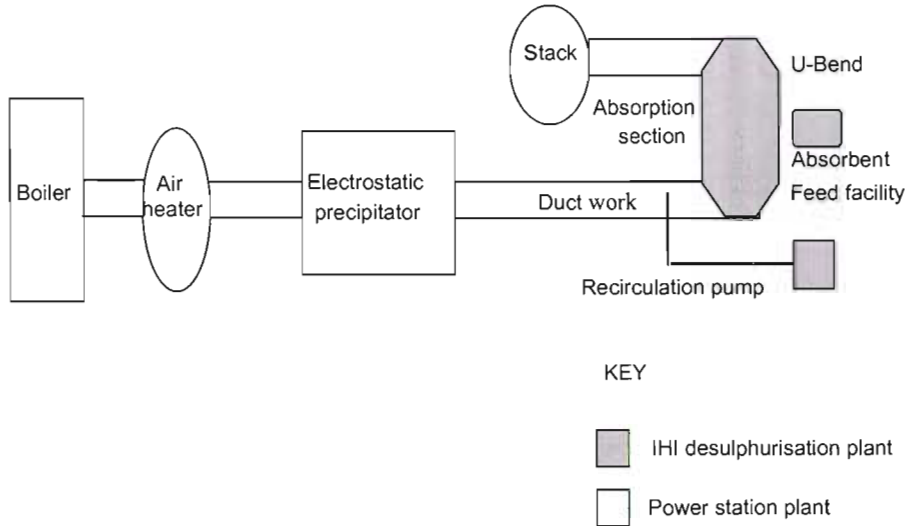 Stack
U-Bend
Absorption
section
Absorbent
Feed facility
Boiler
Air
heater
Electrostatic
precipitator
Duct work
Recirculation pump
KEY
IHI desulphurisation plant
Power station plant